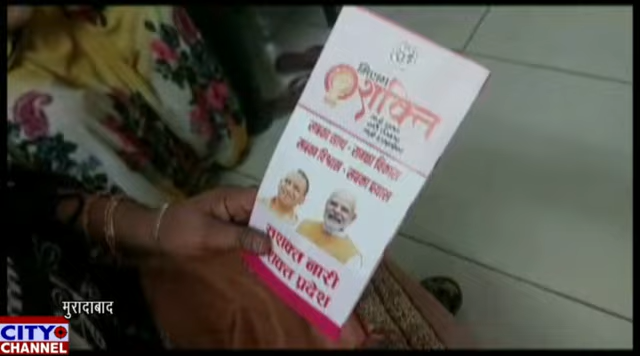 मिशन
शक्ति
सबका साथ - सबका विकास
सबका विश्वास - सबका प्रयास
सशक्त नारी
सशक्त प्रदेश
मुरादाबाद
CITY
CHANNEL